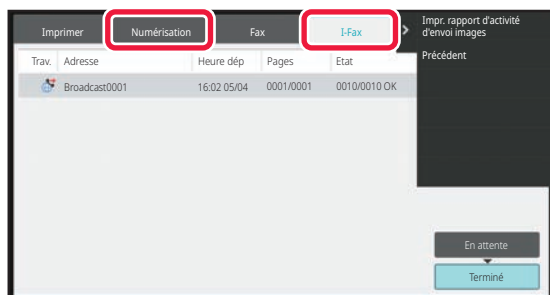 Imprimer Numérisation Fax I-Fax
Trav. Adresse Heure dép Pages Etat
Broadcast0001 16:02 05/04 0001/0001 0010/0010 OK
Impr. rapport d'activité
d'envoi images
Précédent
En attente
Terminé